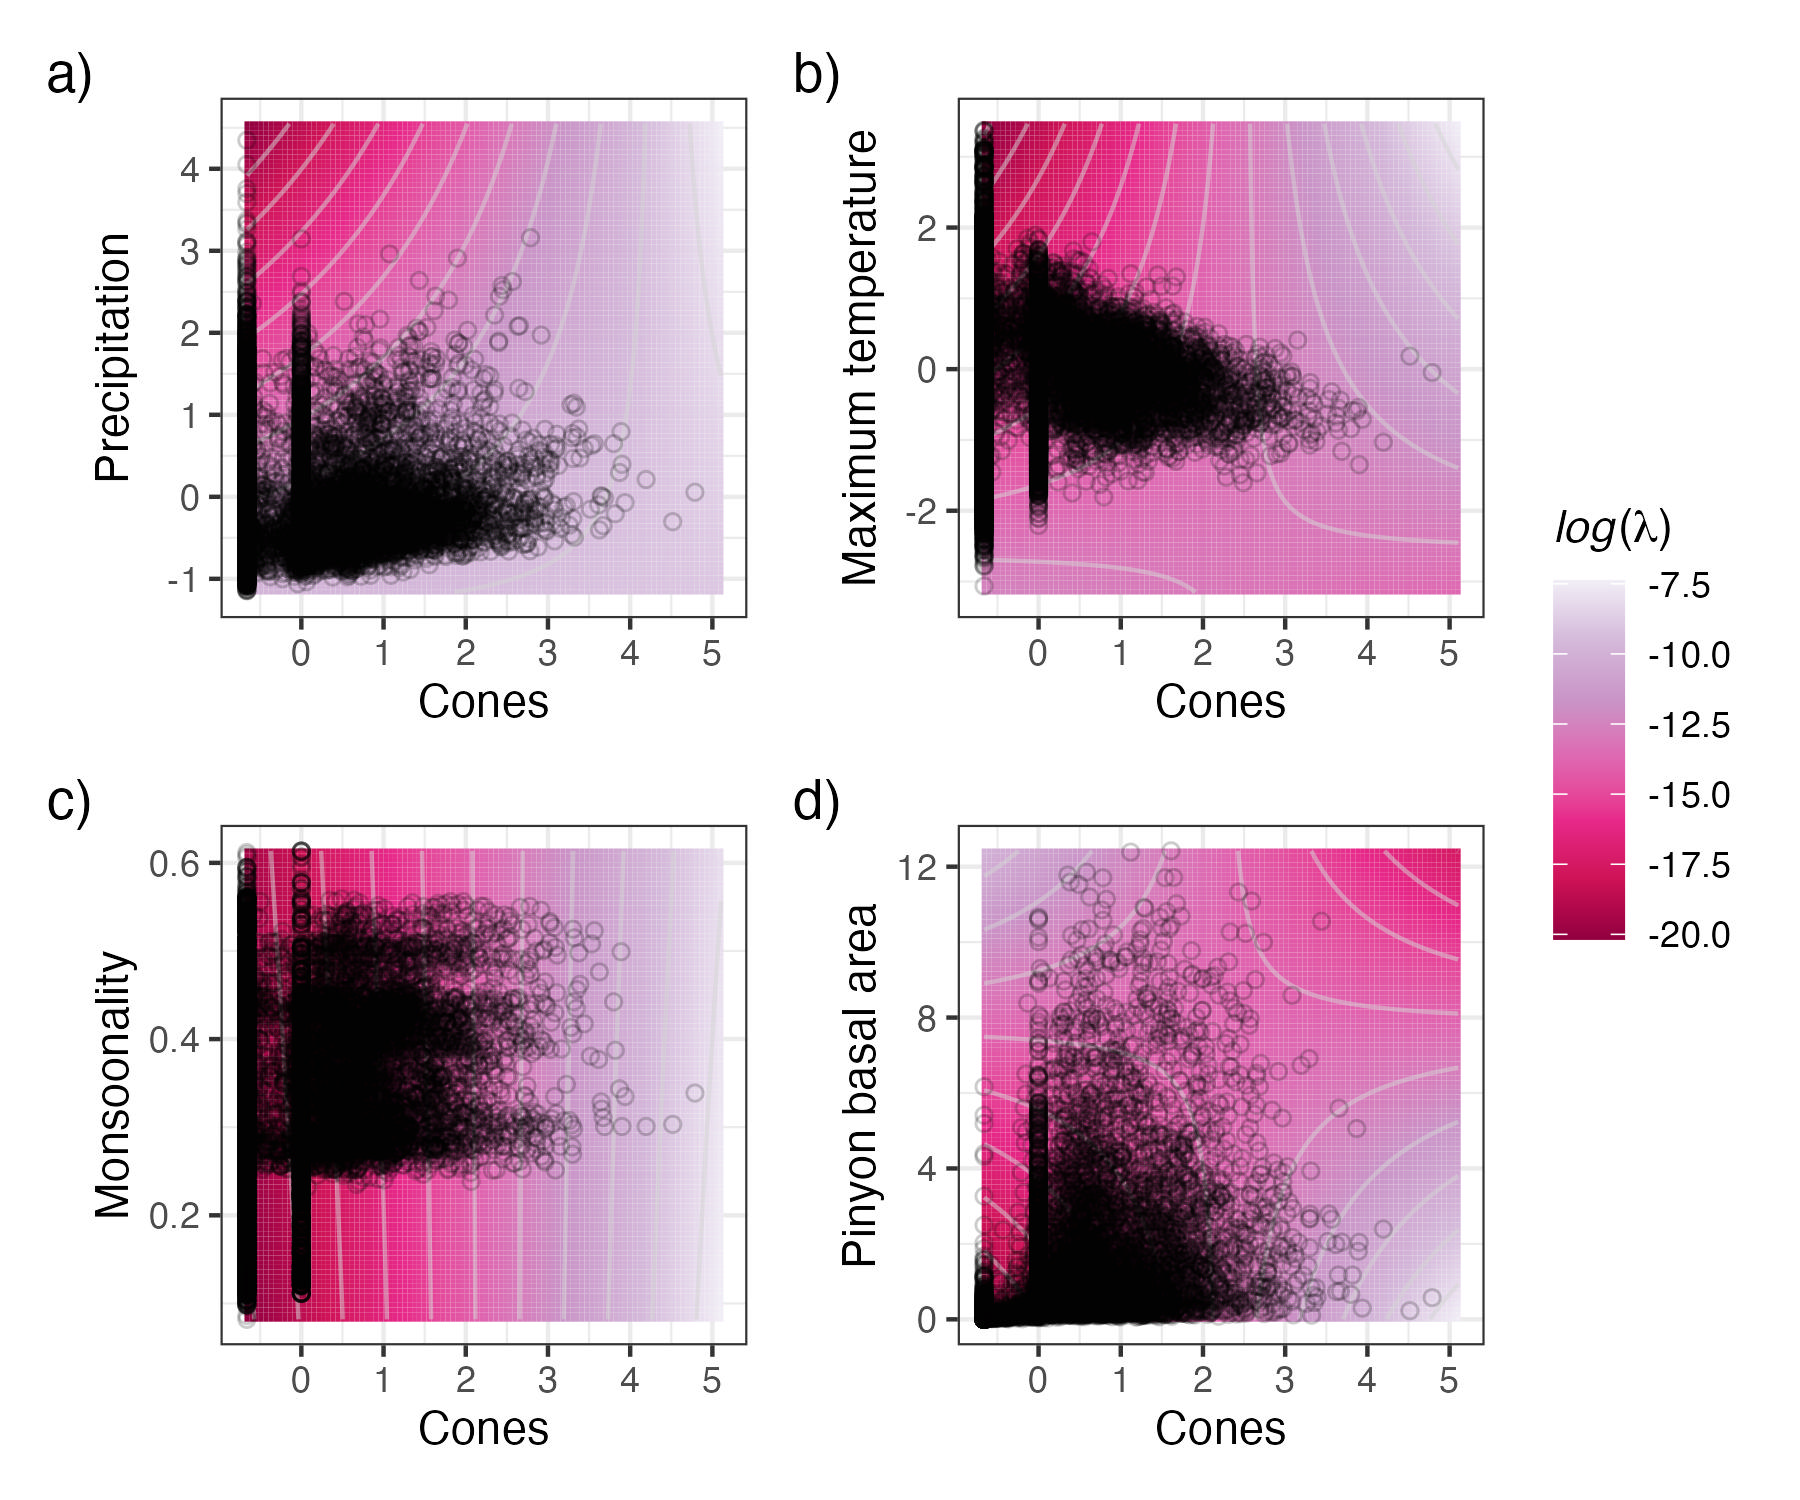 a)
b)
Precipitation
4
3
2
1
0
-1
0 1 2 3 4 5
Cones
Maximum temperature
2
0
-2
0 1 2 3 4 5
Cones
log(λ)
-7.5
-10.0
-12.5
-15.0
-17.5
-20.0
c)
d)
Monsoonality
0.6
0.4
0.2
0 1 2 3 4 5
Cones
Pinyon basal area
12
8
4
0
0 1 2 3 4 5
Cones